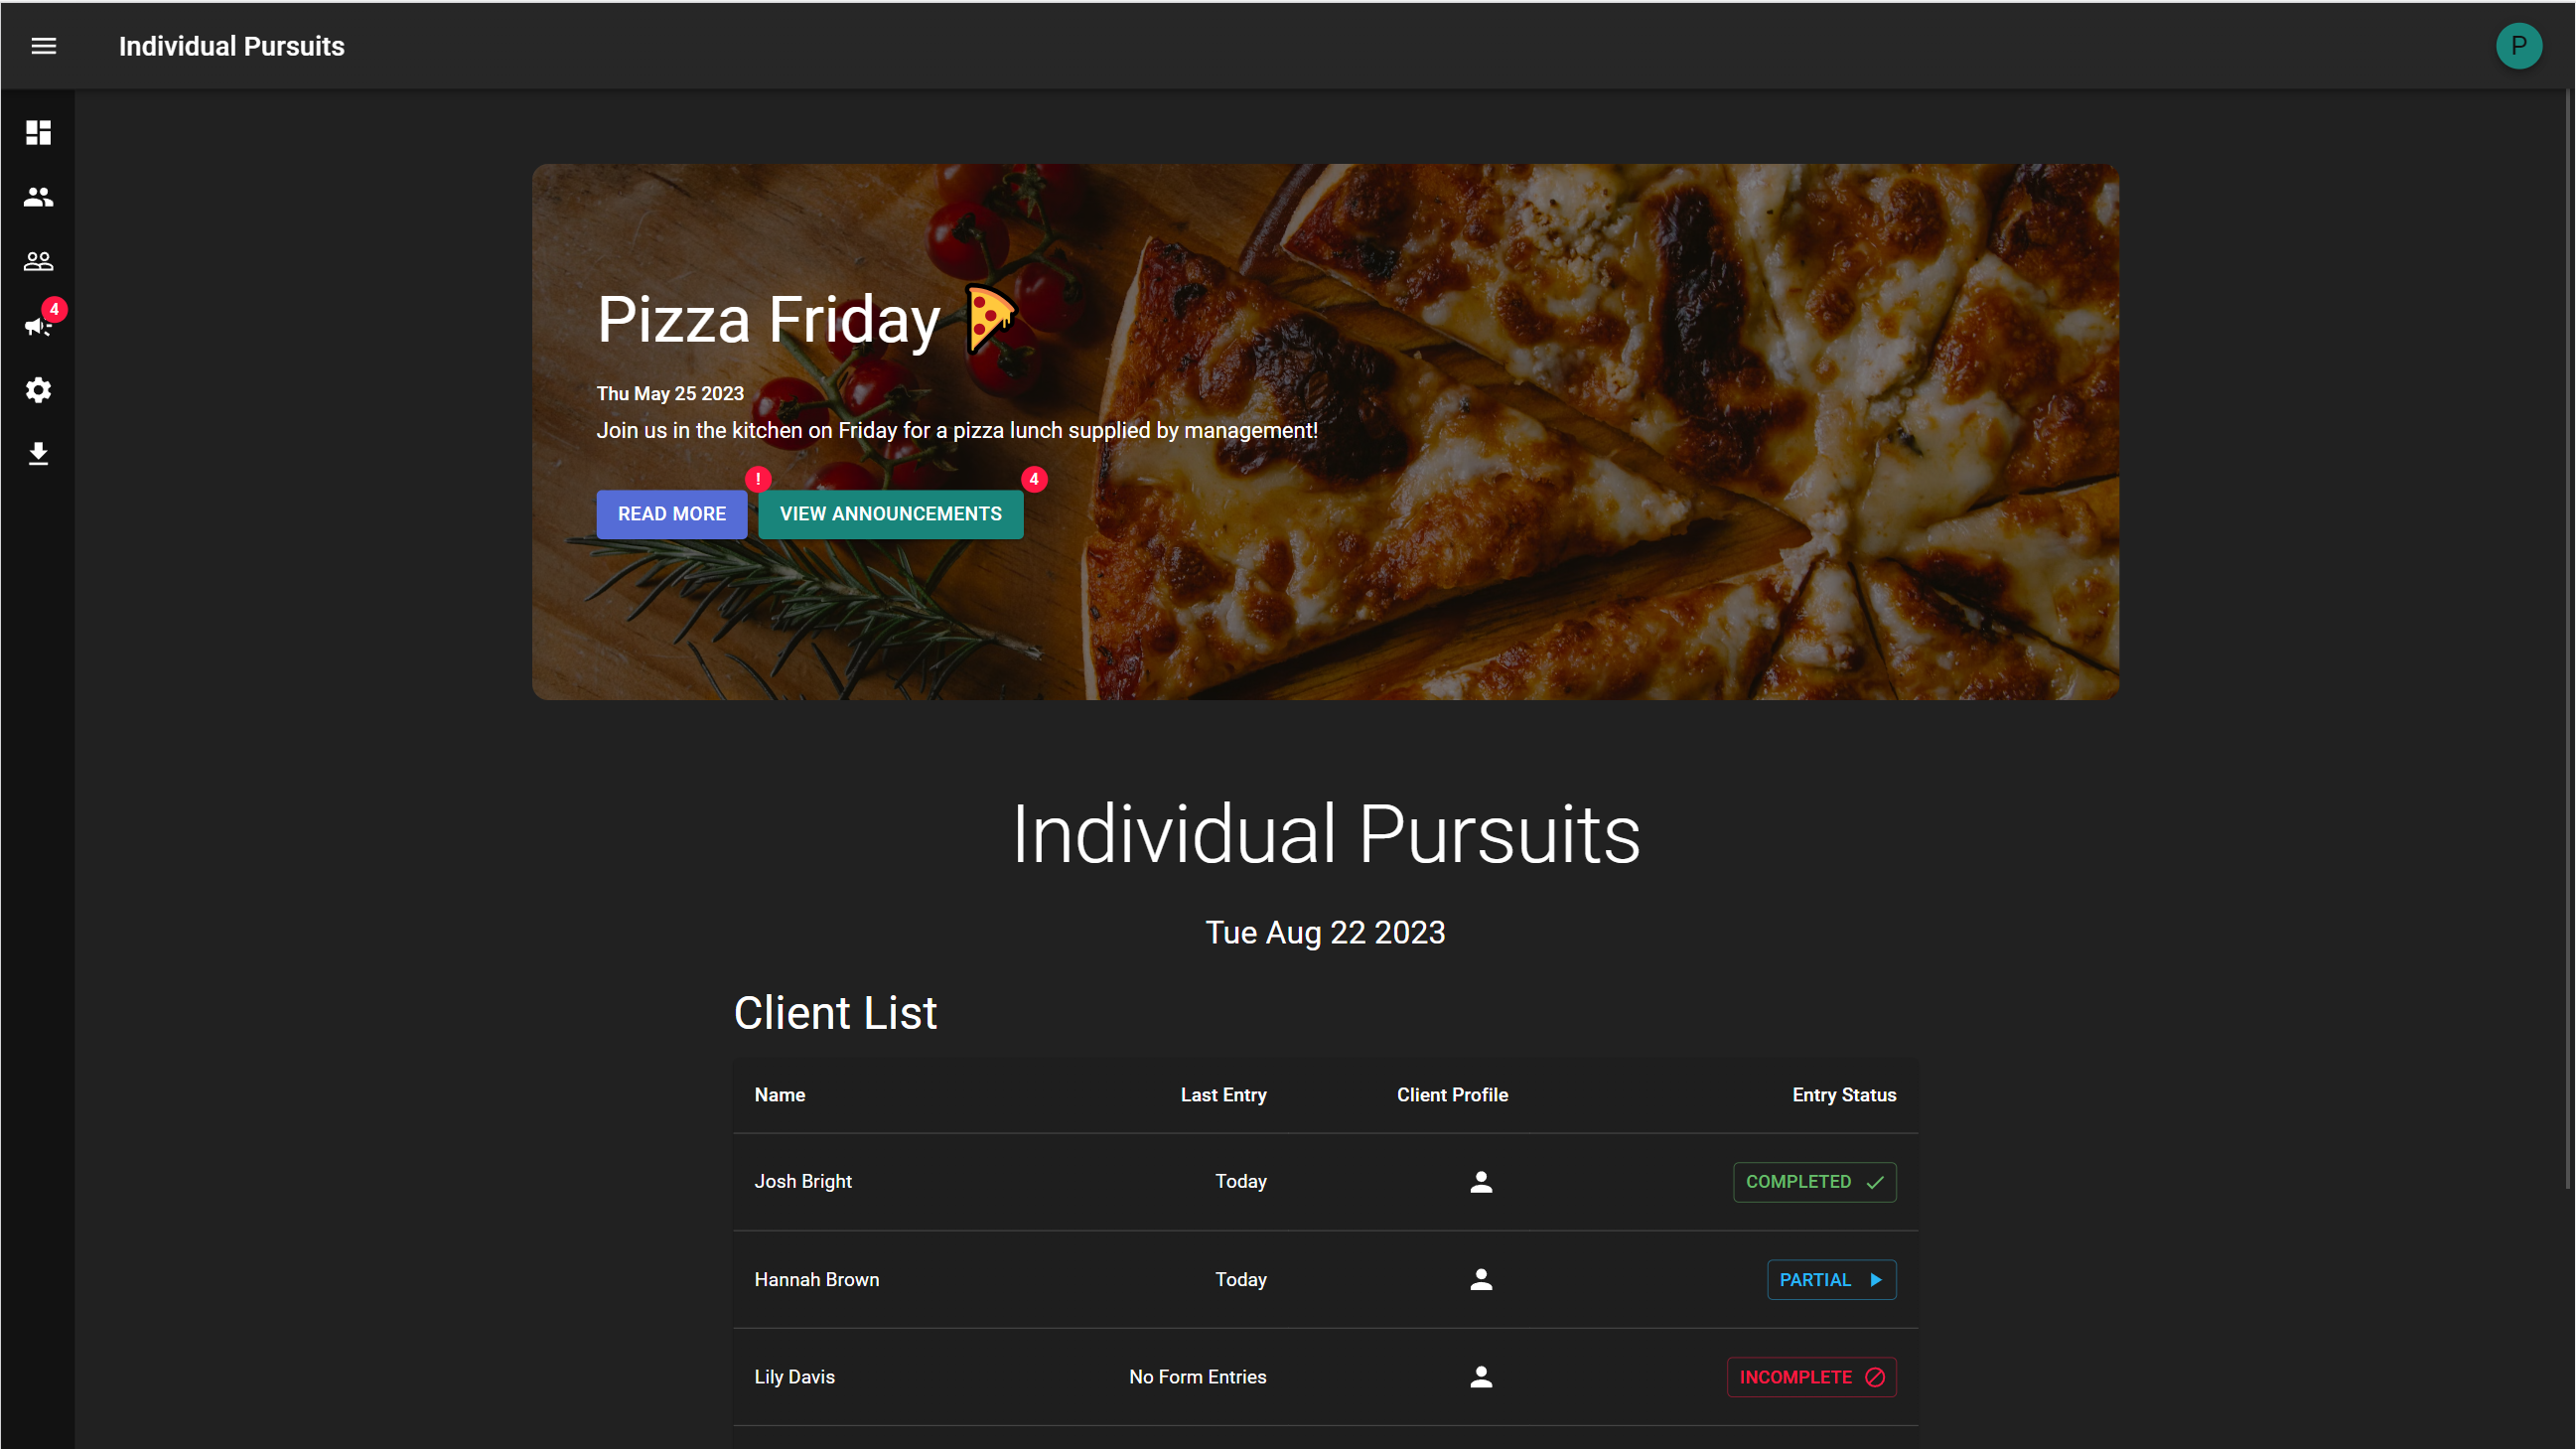 Individual Pursuits
P
4
Pizza Friday 🍕
Thu May 25 2023
Join us in the kitchen on Friday for a pizza lunch supplied by management!
READ MORE ! VIEW ANNOUNCEMENTS 4
Individual Pursuits
Tue Aug 22 2023
Client List
Name Last Entry Client Profile Entry Status
Josh Bright Today COMPLETED
Hannah Brown Today PARTIAL
Lily Davis No Form Entries INCOMPLETE